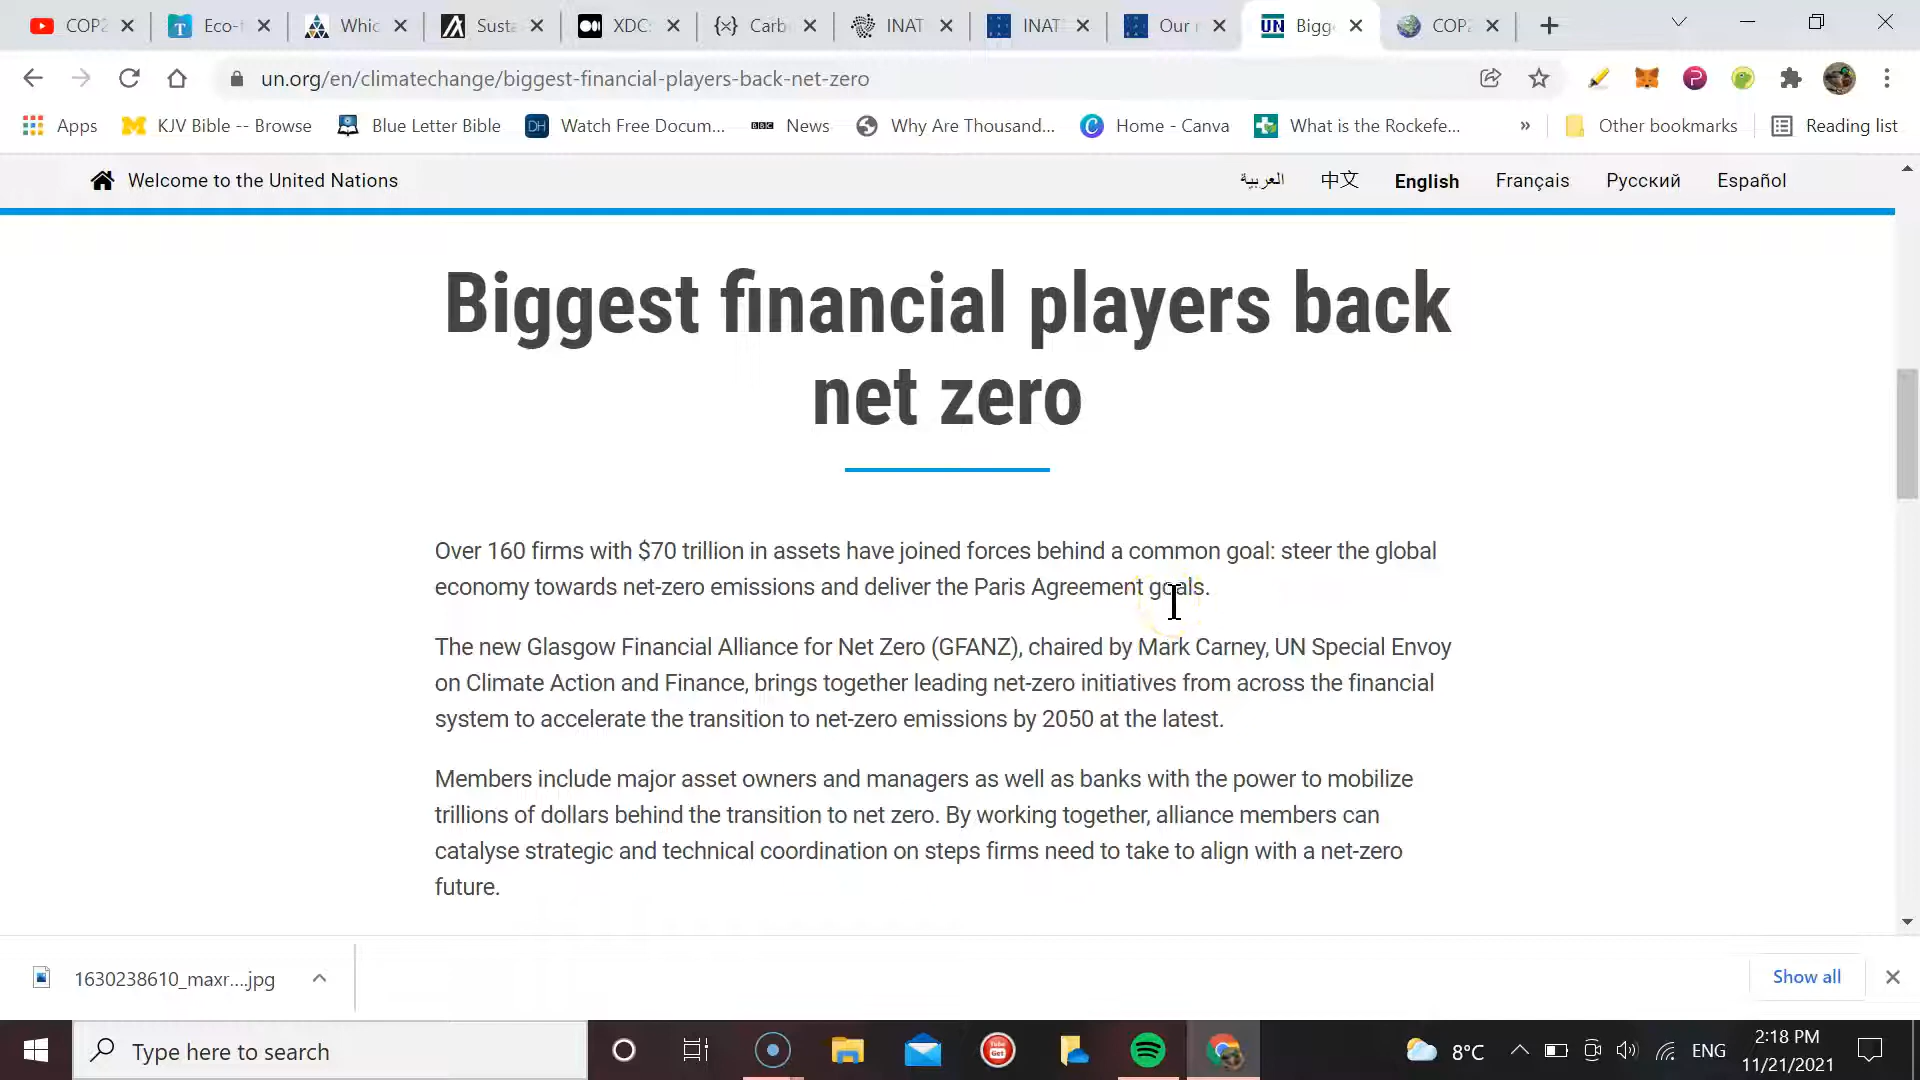 COP2
Eco-t
Whic
Susta
XDC:
Carb
INAT
INAT
Our r
UN Bigge
COP2
un.org/en/climatechange/biggest-financial-players-back-net-zero
Apps
KJV Bible -- Browse
Blue Letter Bible
DH Watch Free Docum...
BBC News
Why Are Thousand...
Home - Canva
What is the Rockefe...
»
Other bookmarks
Reading list
Welcome to the United Nations
العربية
中文
English
Français
Русский
Español
Biggest financial players back
net zero
Over 160 firms with $70 trillion in assets have joined forces behind a common goal: steer the global
economy towards net-zero emissions and deliver the Paris Agreement goals.
The new Glasgow Financial Alliance for Net Zero (GFANZ), chaired by Mark Carney, UN Special Envoy
on Climate Action and Finance, brings together leading net-zero initiatives from across the financial
system to accelerate the transition to net-zero emissions by 2050 at the latest.
Members include major asset owners and managers as well as banks with the power to mobilize
trillions of dollars behind the transition to net zero. By working together, alliance members can
catalyse strategic and technical coordination on steps firms need to take to align with a net-zero
future.
1630238610_maxr....jpg
Show all
Type here to search
8°C
ENG
2:18 PM
11/21/2021